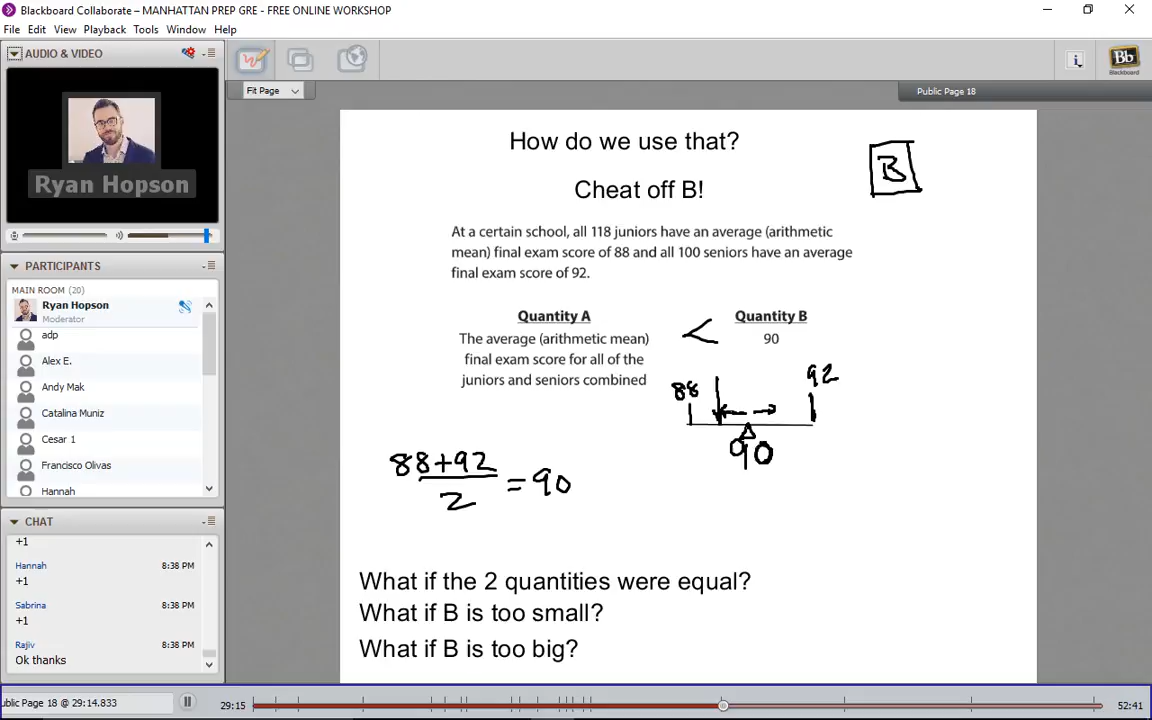 Blackboard Collaborate – MANHATTAN PREP GRE - FREE ONLINE WORKSHOP
File Edit View Playback Tools Window Help
AUDIO & VIDEO
Ryan Hopson
PARTICIPANTS
MAIN ROOM (20)
Ryan Hopson
Moderator
adp
Alex E.
Andy Mak
Catalina Muniz
Cesar 1
Francisco Olivas
Hannah
CHAT
+1
Hannah 8:38 PM
+1
Sabrina 8:38 PM
+1
Rajiv 8:38 PM
Ok thanks
i
Bb
Blackboard
Fit Page
Public Page 18
How do we use that?
B
Cheat off B!
At a certain school, all 118 juniors have an average (arithmetic
mean) final exam score of 88 and all 100 seniors have an average
final exam score of 92.
Quantity A
The average (arithmetic mean)
final exam score for all of the
juniors and seniors combined
<
Quantity B
90
88 92
90
88+92
2
=90
What if the 2 quantities were equal?
What if B is too small?
What if B is too big?
ublic Page 18 @ 29:14.833
29:15
52:41